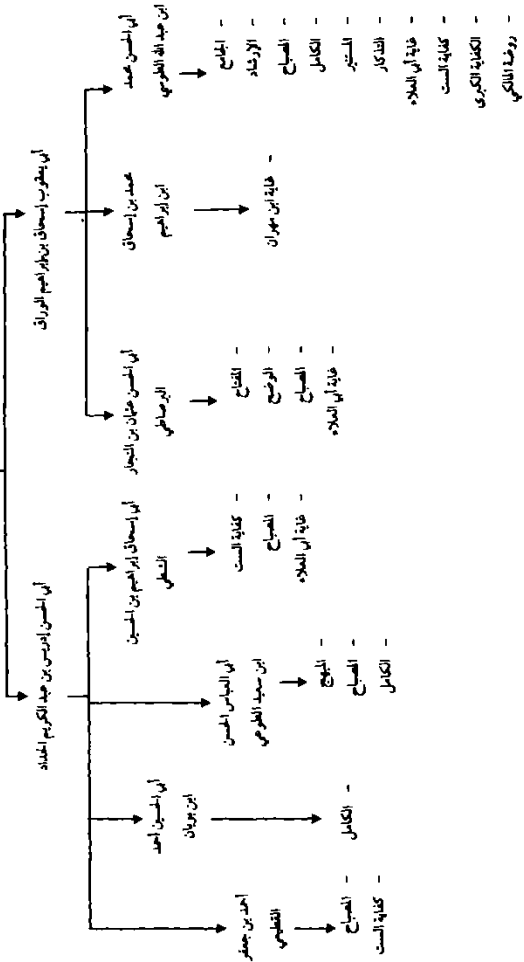 أبي يعقوب إسحاق بن إبراهيم الوراق
أبي الحسن إدريس بن عبد الكريم الحداد
أبي الحسن محمد
ابن عبد الله الطوسي
- الجامع
- الإرشاد
- المصباح
- الكامل
- المستنير
- التذكار
- غاية أبي العلاء
- كفاية الست
- الكفاية الكبرى
- روضة المالكي
محمد بن إسحاق
ابن إبراهيم
- غاية ابن مهران
أبي الحسن عثمان بن النجار
البرصاطي
- المفتاح
- الموضح
- المصباح
- غاية أبي العلاء
أبي إسحاق إبراهيم بن الحسين
الشطي
- كفاية الست
- المصباح
- غاية أبي العلاء
أبي العباس الحسن
ابن سعيد المطوعي
- المبهج
- المصباح
- الكامل
أبي الحسين أحمد
ابن بويان
- الكامل
أحمد بن جعفر
القطيعي
- المصباح
- كفاية الست